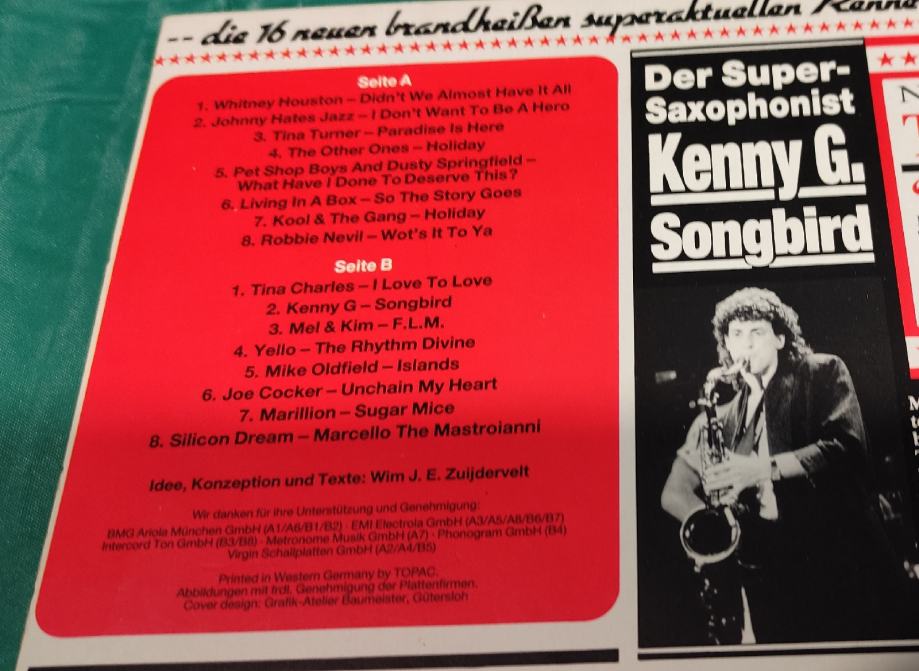 -- die 16 neuen brandheißen superaktuellen
Seite A
1. Whitney Houston – Didn't We Almost Have It All
2. Johnny Hates Jazz – I Don't Want To Be A Hero
3. Tina Turner – Paradise Is Here
4. The Other Ones – Holiday
5. Pet Shop Boys And Dusty Springfield –
What Have I Done To Deserve This?
6. Living In A Box – So The Story Goes
7. Kool & The Gang – Holiday
8. Robbie Nevil – Wot's It To Ya
Seite B
1. Tina Charles – I Love To Love
2. Kenny G – Songbird
3. Mel & Kim – F.L.M.
4. Yello – The Rhythm Divine
5. Mike Oldfield – Islands
6. Joe Cocker – Unchain My Heart
7. Marillion – Sugar Mice
8. Silicon Dream – Marcello The Mastroianni
Idee, Konzeption und Texte: Wim J. E. Zuijdervelt
Wir danken für ihre Unterstützung und Genehmigung:
BMG Ariola München GmbH (A1/A6/B1/B2) · EMI Electrola GmbH (A3/A5/A8/B6/B7)
Intercord Ton GmbH (B3/B8) · Metronome Musik GmbH (A7) · Phonogram GmbH (B4)
Virgin Schallplatten GmbH (A2/A4/B5)
Printed in Western Germany by TOPAC.
Abbildungen mit frdl. Genehmigung der Plattenfirmen.
Cover design: Grafik-Atelier Baumeister, Gütersloh
Der Super-
Saxophonist
Kenny G.
Songbird